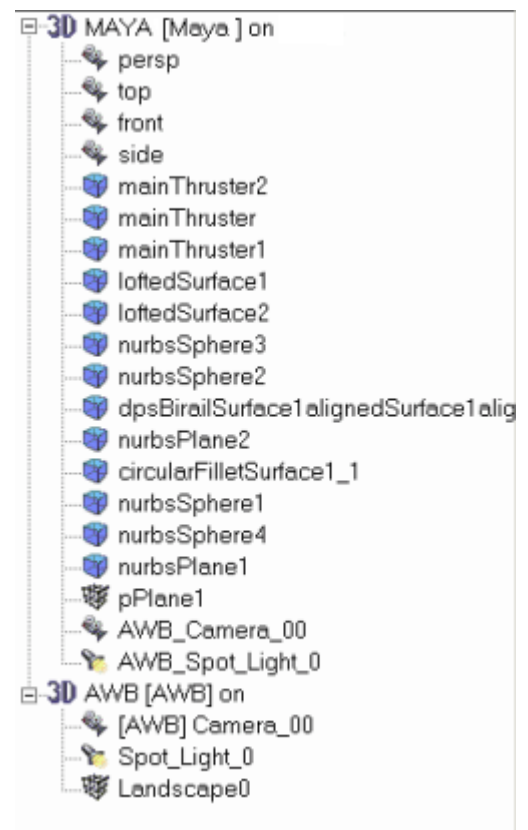 3D MAYA [Maya ] on
persp
top
front
side
mainThruster2
mainThruster
mainThruster1
loftedSurface1
loftedSurface2
nurbsSphere3
nurbsSphere2
dpsBirailSurface1alignedSurface1alig
nurbsPlane2
circularFilletSurface1_1
nurbsSphere1
nurbsSphere4
nurbsPlane1
pPlane1
AWB_Camera_00
AWB_Spot_Light_0
3D AWB [AWB] on
[AWB] Camera_00
Spot_Light_0
Landscape0